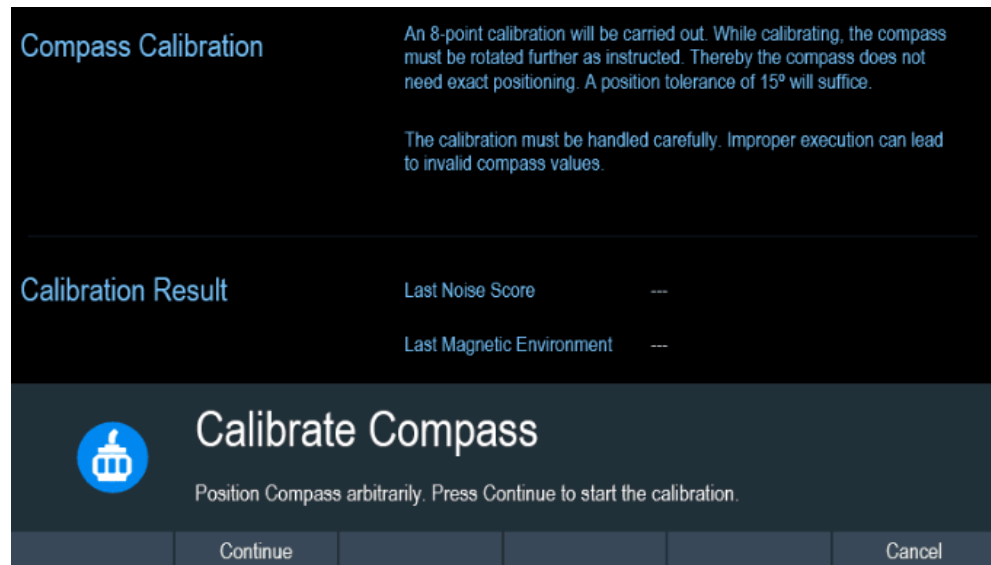 Compass Calibration
An 8-point calibration will be carried out. While calibrating, the compass
must be rotated further as instructed. Thereby the compass does not
need exact positioning. A position tolerance of 15º will suffice.
The calibration must be handled carefully. Improper execution can lead
to invalid compass values.
Calibration Result
Last Noise Score ---
Last Magnetic Environment ---
Calibrate Compass
Position Compass arbitrarily. Press Continue to start the calibration.
Continue Cancel